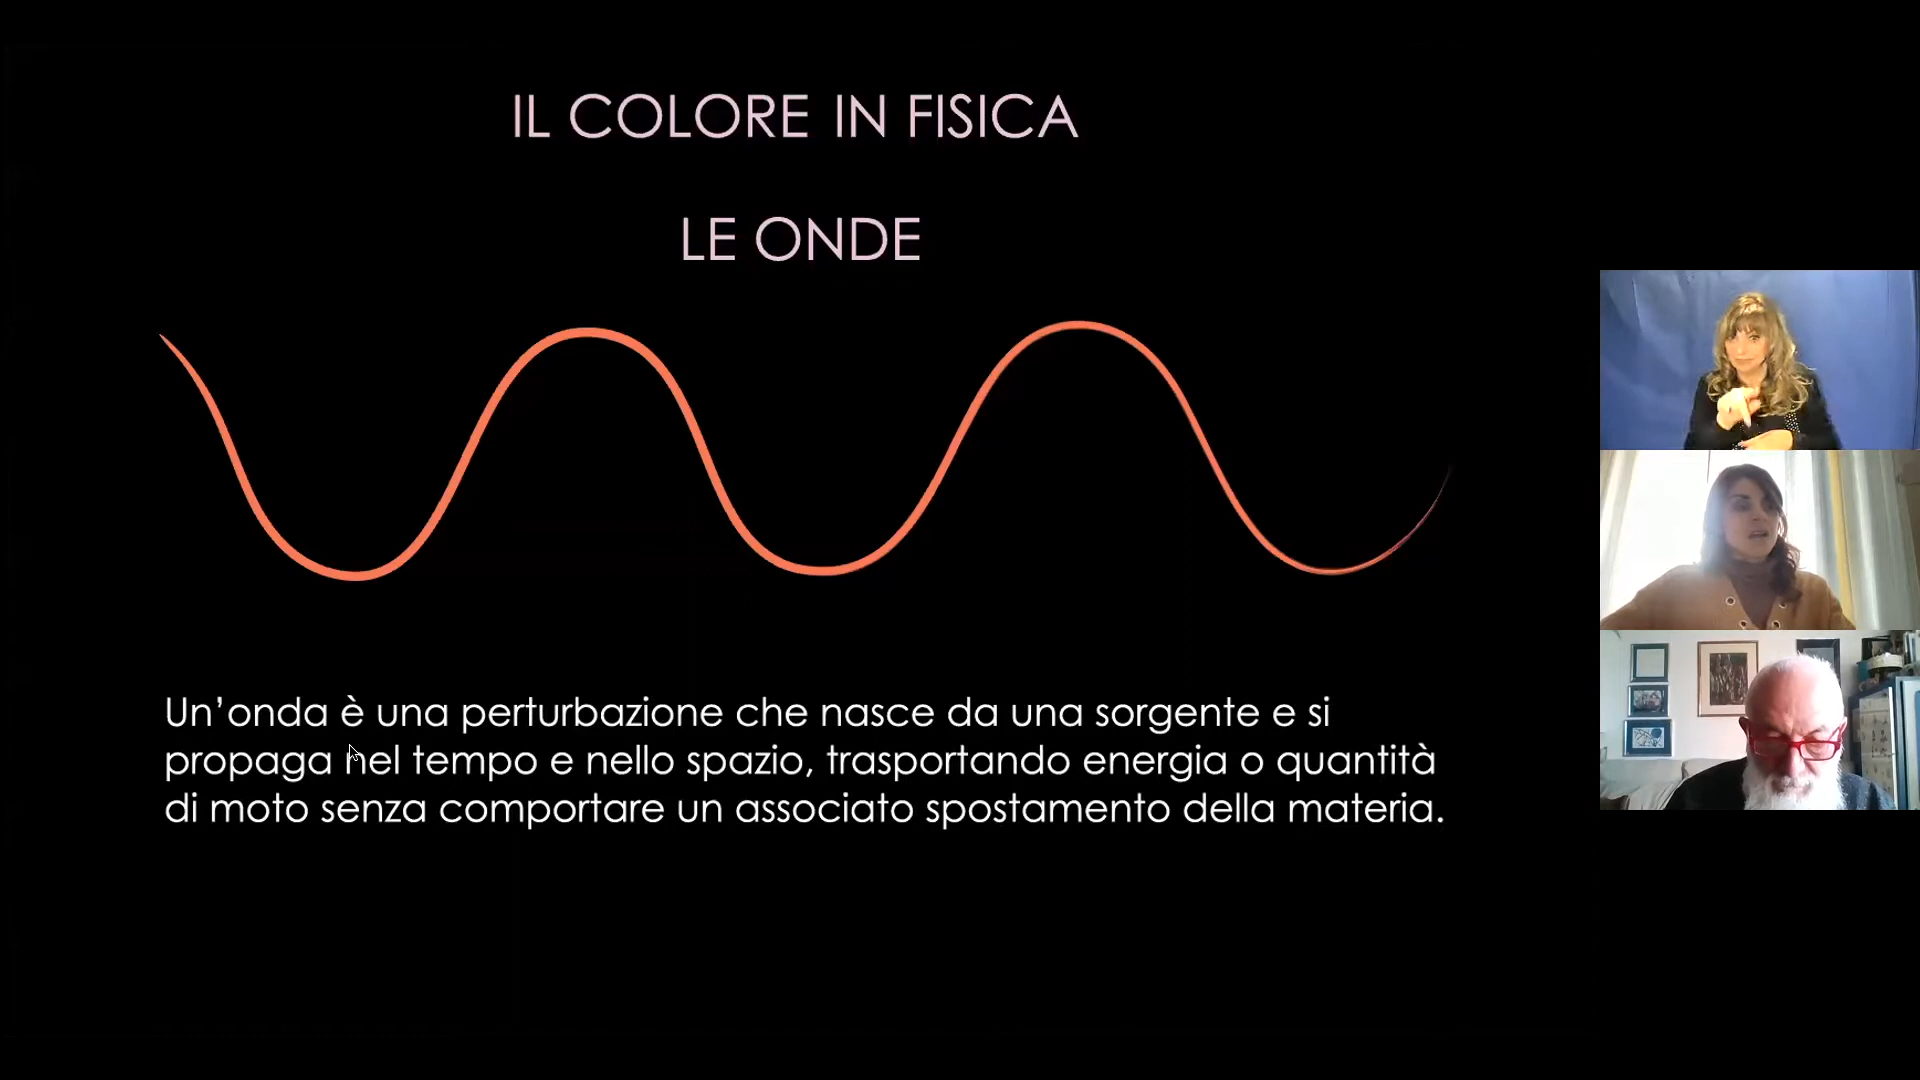 IL COLORE IN FISICA
LE ONDE
Un’onda è una perturbazione che nasce da una sorgente e si
propaga nel tempo e nello spazio, trasportando energia o quantità
di moto senza comportare un associato spostamento della materia.